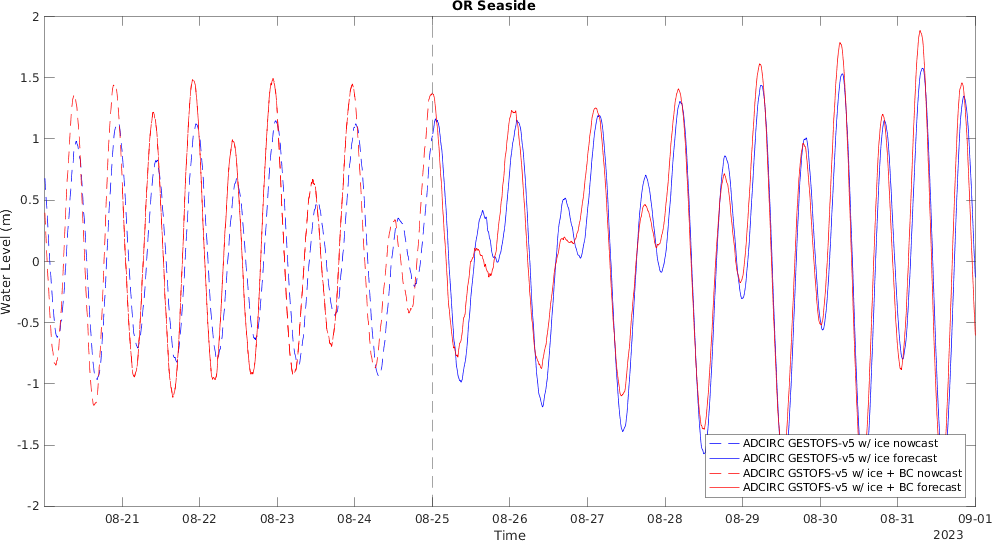 OR Seaside
2
1.5
1
0.5
0
-0.5
-1
-1.5
-2
Water Level (m)
ADCIRC GESTOFS-v5 w/ ice nowcast
ADCIRC GESTOFS-v5 w/ ice forecast
ADCIRC GSTOFS-v5 w/ ice + BC nowcast
ADCIRC GSTOFS-v5 w/ ice + BC forecast
08-21 08-22 08-23 08-24 08-25 08-26 08-27 08-28 08-29 08-30 08-31 09-01
Time
2023